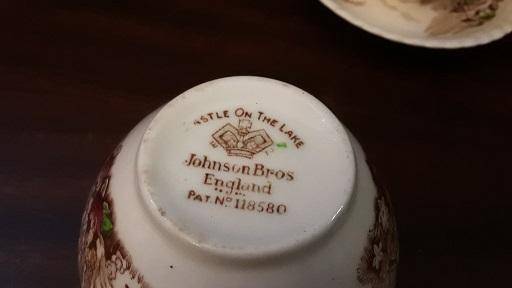 ASTLE ON THE LAKE
Johnson Bros
England
PAT. No 118580